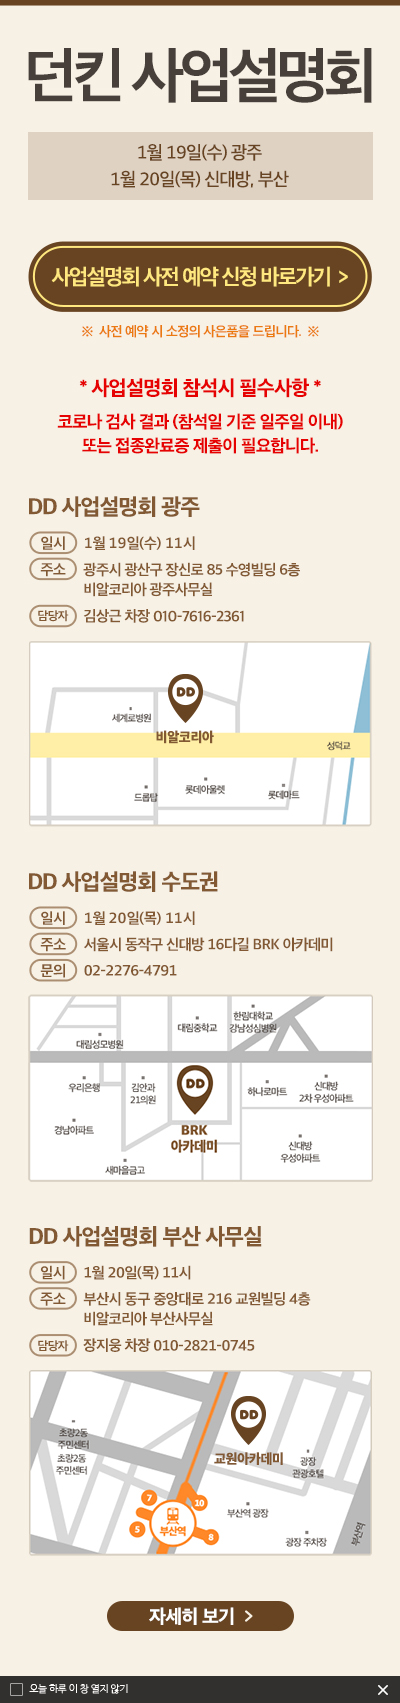 던킨 사업설명회
1월 19일(수) 광주
1월 20일(목) 신대방, 부산
사업설명회 사전 예약 신청 바로가기 >
※ 사전 예약 시 소정의 사은품을 드립니다. ※
* 사업설명회 참석시 필수사항 *
코로나 검사 결과 (참석일 기준 일주일 이내)
또는 접종완료증 제출이 필요합니다.
DD 사업설명회 광주
일시 1월 19일(수) 11시
주소 광주시 광산구 장신로 85 수영빌딩 6층
비알코리아 광주사무실
담당자 김상근 차장 010-7616-2361
DD
세계로병원
비알코리아
성덕교
드롭탑
롯데아울렛
롯데마트
DD 사업설명회 수도권
일시 1월 20일(목) 11시
주소 서울시 동작구 신대방 16다길 BRK 아카데미
문의 02-2276-4791
대림성모병원
대림중학교
한림대학교
강남성심병원
우리은행
김안과
21의원
DD
하나로마트
신대방
2차 우성아파트
경남아파트
BRK
아카데미
신대방
우성아파트
새마을금고
DD 사업설명회 부산 사무실
일시 1월 20일(목) 11시
주소 부산시 동구 중앙대로 216 교원빌딩 4층
비알코리아 부산사무실
담당자 장지웅 차장 010-2821-0745
DD
초량2동
주민센터
초량2동
주민센터
교원아카데미
광장
관광호텔
7
10
부산역 광장
5
부산역
8
광장 주차장
부산역
자세히 보기 >
오늘 하루 이 창 열지 않기